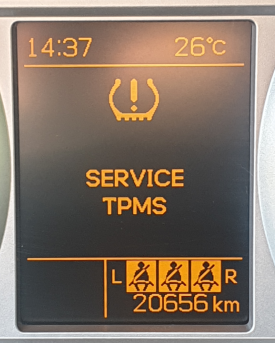 14:37 26°C
SERVICE
TPMS
L R
20656 km